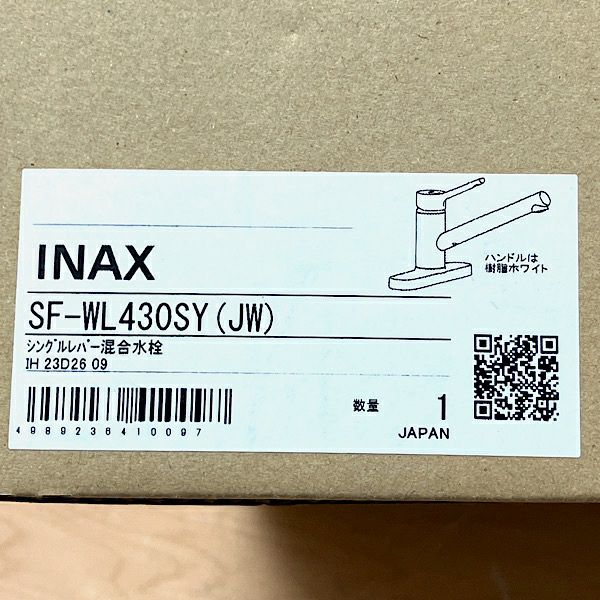 INAX
ハンドルは
樹脂ホワイト
SF-WL430SY(JW)
ｼﾝｸﾞﾙﾚﾊﾞｰ混合水栓
IH 23D26 09
4989236410097
数量 1
JAPAN